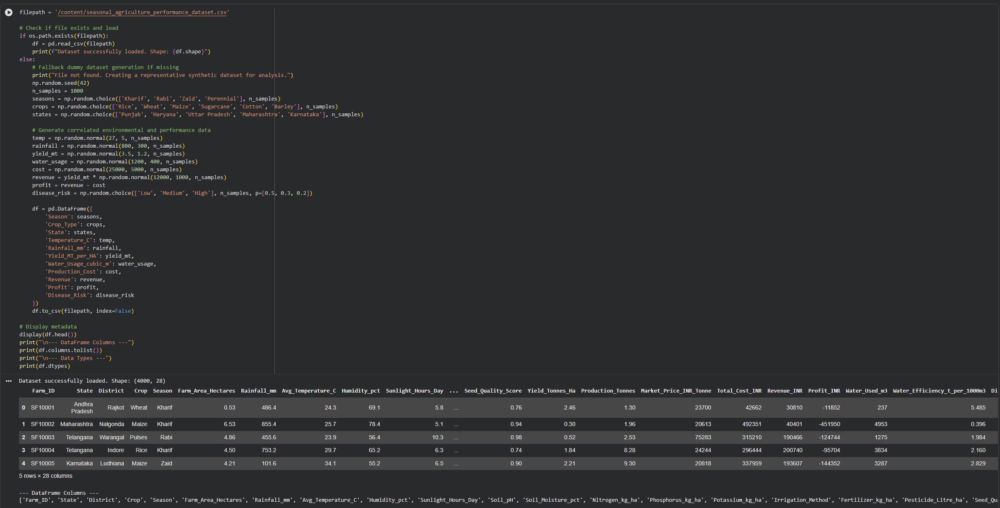 filepath = '/content/seasonal_agriculture_performance_dataset.csv'
# Check if file exists and load
if os.path.exists(filepath):
    df = pd.read_csv(filepath)
    print(f"Dataset successfully loaded. Shape: {df.shape}")
else:
    # Fallback dummy dataset generation if missing
    print("File not found. Creating a representative synthetic dataset for analysis.")
    np.random.seed(42)
    n_samples = 1000
    seasons = np.random.choice(['Kharif', 'Rabi', 'Zaid', 'Perennial'], n_samples)
    crops = np.random.choice(['Rice', 'Wheat', 'Maize', 'Sugarcane', 'Cotton', 'Barley'], n_samples)
    states = np.random.choice(['Punjab', 'Haryana', 'Uttar Pradesh', 'Maharashtra', 'Karnataka'], n_samples)
    # Generate correlated environmental and performance data
    temp = np.random.normal(27, 5, n_samples)
    rainfall = np.random.normal(800, 300, n_samples)
    yield_mt = np.random.normal(3.5, 1.2, n_samples)
    water_usage = np.random.normal(1200, 400, n_samples)
    cost = np.random.normal(25000, 5000, n_samples)
    revenue = yield_mt * np.random.normal(12000, 1000, n_samples)
    profit = revenue - cost
    disease_risk = np.random.choice(['Low', 'Medium', 'High'], n_samples, p=[0.5, 0.3, 0.2])
    df = pd.DataFrame({
        'Season': seasons,
        'Crop_Type': crops,
        'State': states,
        'Temperature_C': temp,
        'Rainfall_mm': rainfall,
        'Yield_MT_per_HA': yield_mt,
        'Water_Usage_cubic_m': water_usage,
        'Production_Cost': cost,
        'Revenue': revenue,
        'Profit': profit,
        'Disease_Risk': disease_risk
    })
    df.to_csv(filepath, index=False)
# Display metadata
display(df.head())
print("\n--- DataFrame Columns ---")
print(df.columns.tolist())
print("\n--- Data Types ---")
print(df.dtypes)
Dataset successfully loaded. Shape: (4000, 28)
Farm_ID State District Crop Season Farm_Area_Hectares Rainfall_mm Avg_Temperature_C Humidity_pct Sunlight_Hours_Day ... Seed_Quality_Score Yield_Tonnes_Ha Production_Tonnes Market_Price_INR_Tonne Total_Cost_INR Revenue_INR Profit_INR Water_Used_m3 Water_Efficiency_t_per_1000m3 Di
0 SF10001 Andhra Pradesh Rajkot Wheat Kharif 0.53 486.4 24.3 69.1 5.8 ... 0.76 2.46 1.30 23700 42662 30810 -11852 237 5.485
1 SF10002 Maharashtra Nalgonda Maize Kharif 6.53 855.4 25.7 78.4 5.1 ... 0.94 0.30 1.96 20613 492351 40401 -451950 4953 0.396
2 SF10003 Telangana Warangal Pulses Rabi 4.86 455.6 23.9 56.4 10.3 ... 0.98 0.52 2.53 75283 315210 190466 -124744 1275 1.984
3 SF10004 Telangana Indore Rice Kharif 4.50 753.2 29.7 65.2 6.3 ... 0.74 1.84 8.28 24244 296444 200740 -95704 3834 2.160
4 SF10005 Karnataka Ludhiana Maize Zaid 4.21 101.6 34.1 55.2 6.5 ... 0.90 2.21 9.30 20818 337959 193607 -144352 3287 2.829
5 rows × 28 columns
--- DataFrame Columns ---
['Farm_ID', 'State', 'District', 'Crop', 'Season', 'Farm_Area_Hectares', 'Rainfall_mm', 'Avg_Temperature_C', 'Humidity_pct', 'Sunlight_Hours_Day', 'Soil_pH', 'Soil_Moisture_pct', 'Nitrogen_kg_ha', 'Phosphorus_kg_ha', 'Potassium_kg_ha', 'Irrigation_Method', 'Fertilizer_kg_ha', 'Pesticide_Litre_ha', 'Seed_Qu